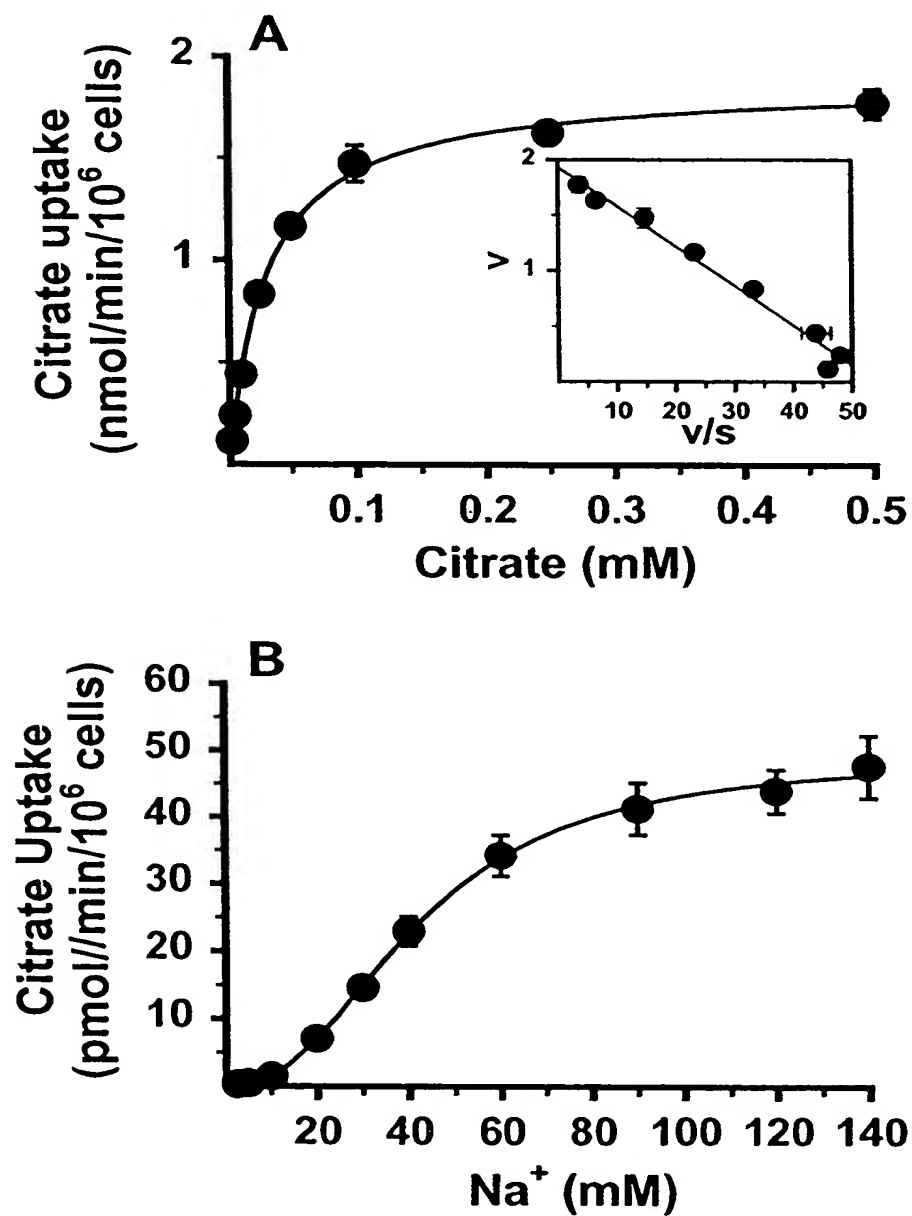 A
Citrate uptake
(nmol/min/10⁶ cells)
2
1
0.1 0.2 0.3 0.4 0.5
Citrate (mM)
2
1
v
10 20 30 40 50
v/s
B
Citrate Uptake
(pmol//min/10⁶ cells)
60
50
40
30
20
10
20 40 60 80 100 120 140
Na⁺ (mM)